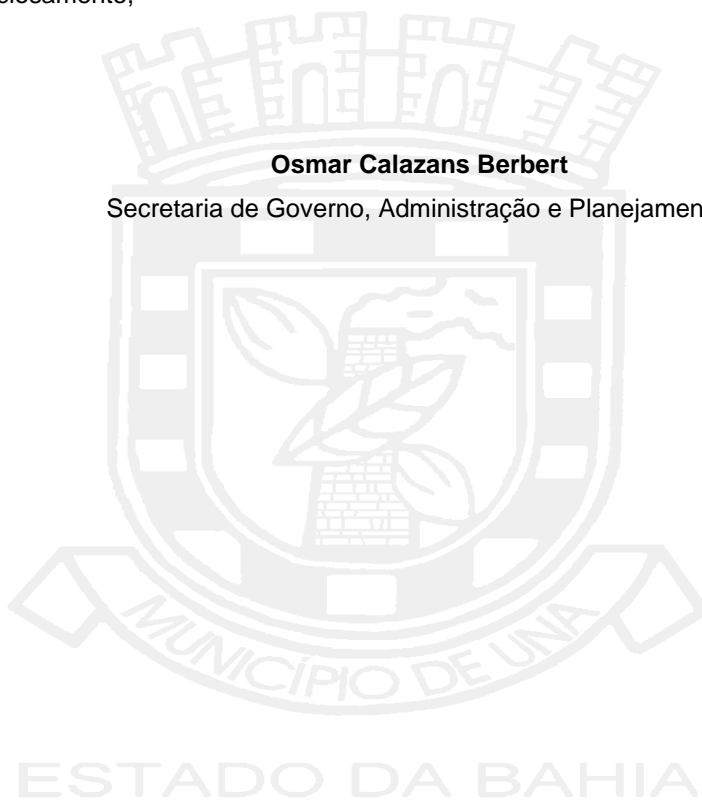 Osmar Calazans Berbert
Secretaria de Governo, Administração e Planejamen
MUNICÍPIO DE UNA
ESTADO DA BAHIA